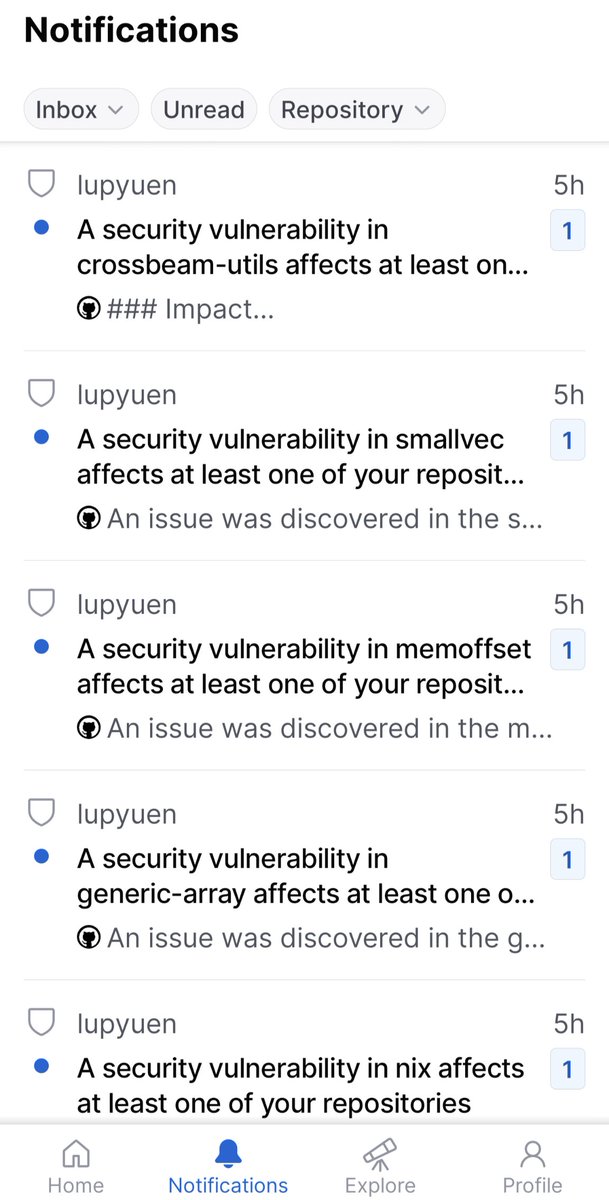 Notifications
Inbox
Unread
Repository
lupyuen
5h
A security vulnerability in
crossbeam-utils affects at least on...
1
### Impact...
lupyuen
5h
A security vulnerability in smallvec
affects at least one of your reposit...
1
An issue was discovered in the s...
lupyuen
5h
A security vulnerability in memoffset
affects at least one of your reposit...
1
An issue was discovered in the m...
lupyuen
5h
A security vulnerability in
generic-array affects at least one o...
1
An issue was discovered in the g...
lupyuen
5h
A security vulnerability in nix affects
at least one of your repositories
1
Home
Notifications
Explore
Profile